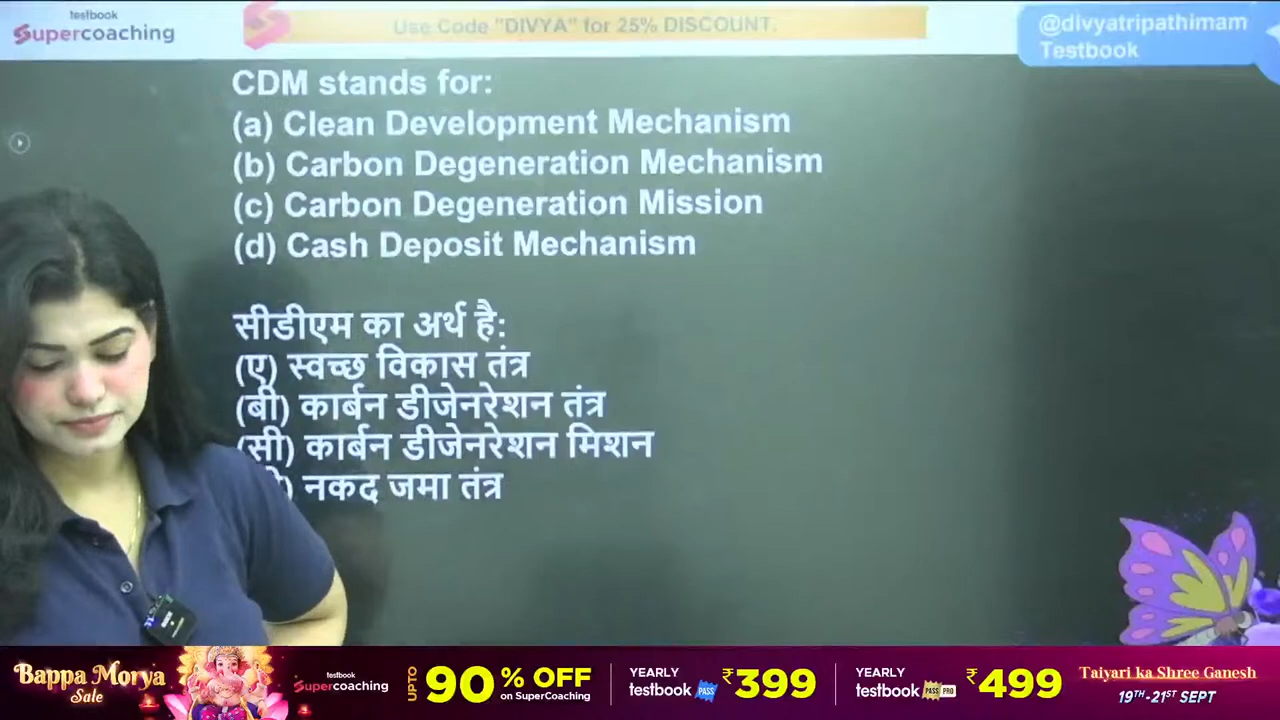 testbook
Supercoaching
Use Code "DIVYA" for 25% DISCOUNT.
@divyatripathimam
Testbook
CDM stands for:
(a) Clean Development Mechanism
(b) Carbon Degeneration Mechanism
(c) Carbon Degeneration Mission
(d) Cash Deposit Mechanism
सीडीएम का अर्थ है:
(ए) स्वच्छ विकास तंत्र
(बी) कार्बन डीजेनरेशन तंत्र
(सी) कार्बन डीजेनरेशन मिशन
) नकद जमा तंत्र
Bappa Morya
Sale
testbook
Supercoaching
UPTO 90% OFF
on SuperCoaching
YEARLY
testbook PASS
₹399
YEARLY
testbook PASS PRO
₹499
Taiyari ka Shree Ganesh
19TH-21ST SEPT